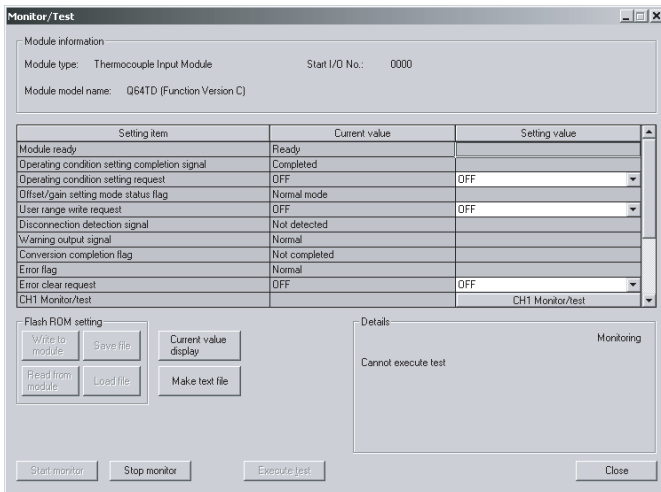 Monitor/Test
Module information
Module type: Thermocouple Input Module Start I/O No.: 0000
Module model name: Q64TD (Function Version C)
Setting item Current value Setting value
Module ready Ready
Operating condition setting completion signal Completed
Operating condition setting request OFF OFF
Offset/gain setting mode status flag Normal mode
User range write request OFF OFF
Disconnection detection signal Not detected
Warning output signal Normal
Conversion completion flag Not completed
Error flag Normal
Error clear request OFF OFF
CH1 Monitor/test CH1 Monitor/test
Flash ROM setting
Write to module
Save file
Read from module
Load file
Current value display
Make text file
Details
Monitoring
Cannot execute test
Start monitor Stop monitor Execute test Close